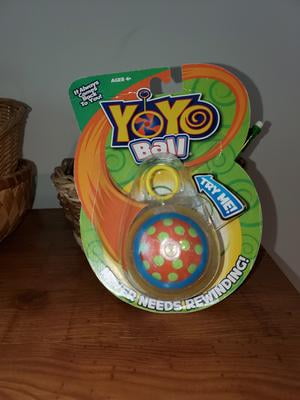 It Always
Comes
Back
To You!
AGES 4+
YOYO
Ball
TRY ME!
NEVER NEEDS REWINDING!